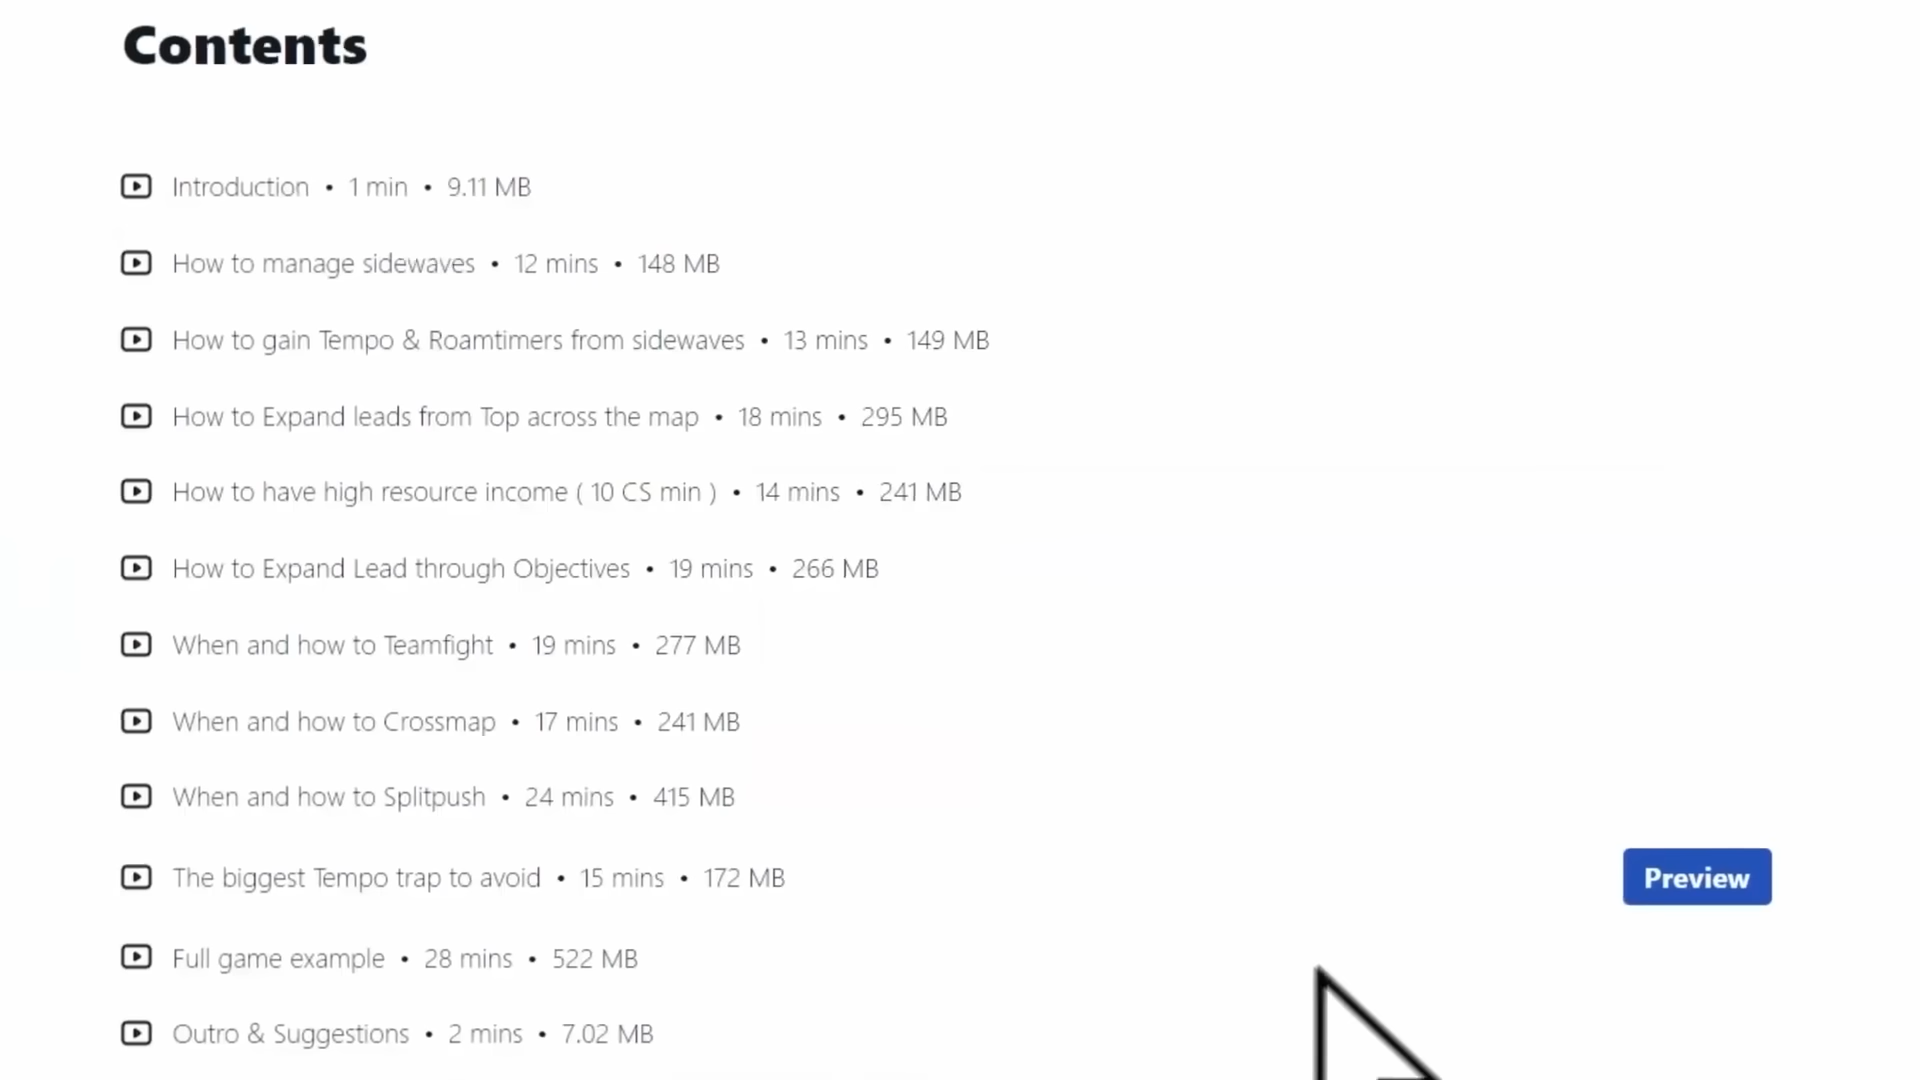 Contents
Introduction • 1 min • 9.11 MB
How to manage sidewaves • 12 mins • 148 MB
How to gain Tempo & Roamtimers from sidewaves • 13 mins • 149 MB
How to Expand leads from Top across the map • 18 mins • 295 MB
How to have high resource income ( 10 CS min ) • 14 mins • 241 MB
How to Expand Lead through Objectives • 19 mins • 266 MB
When and how to Teamfight • 19 mins • 277 MB
When and how to Crossmap • 17 mins • 241 MB
When and how to Splitpush • 24 mins • 415 MB
The biggest Tempo trap to avoid • 15 mins • 172 MB
Preview
Full game example • 28 mins • 522 MB
Outro & Suggestions • 2 mins • 7.02 MB